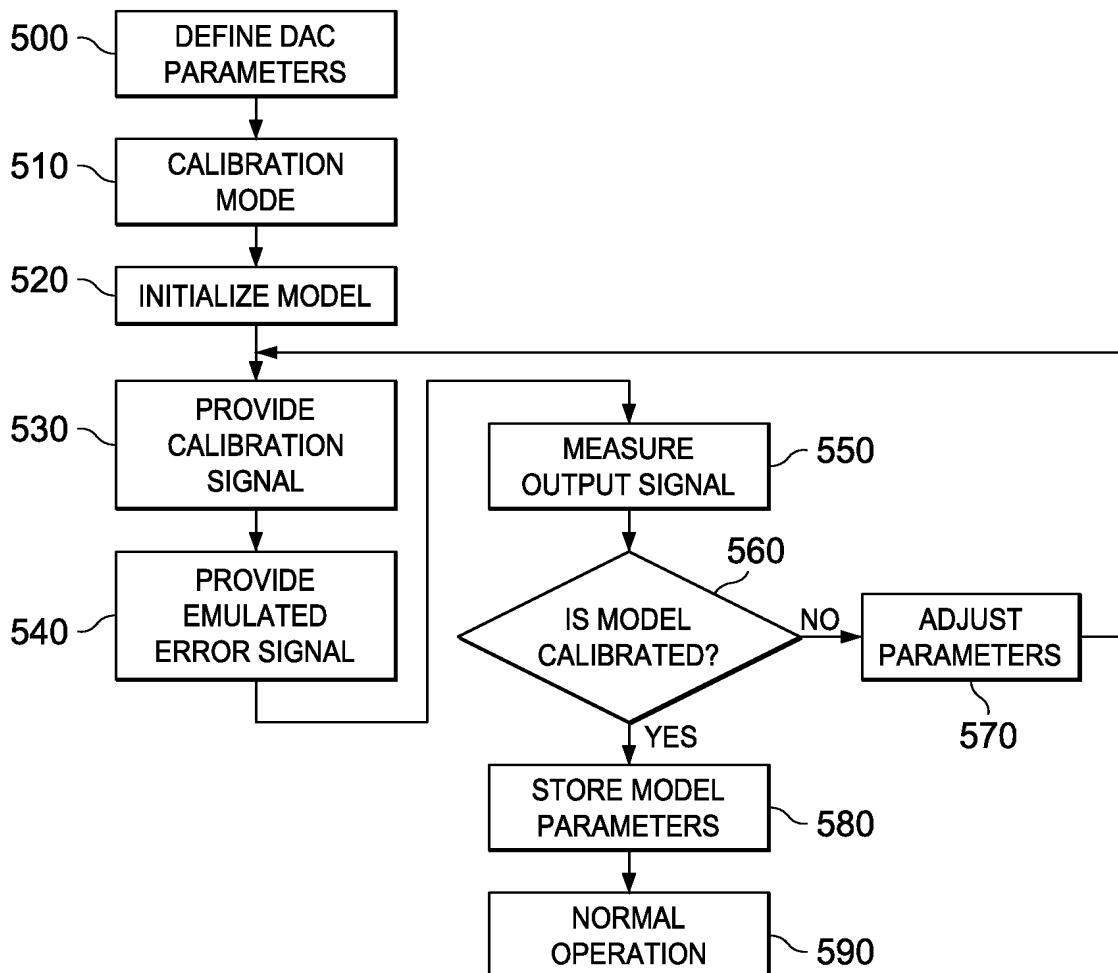 500
DEFINE DAC
PARAMETERS
510
CALIBRATION
MODE
520
INITIALIZE MODEL
530
PROVIDE
CALIBRATION
SIGNAL
540
PROVIDE
EMULATED
ERROR SIGNAL
MEASURE
OUTPUT SIGNAL
550
560
IS MODEL
CALIBRATED?
NO
ADJUST
PARAMETERS
570
YES
STORE MODEL
PARAMETERS
580
NORMAL
OPERATION
590